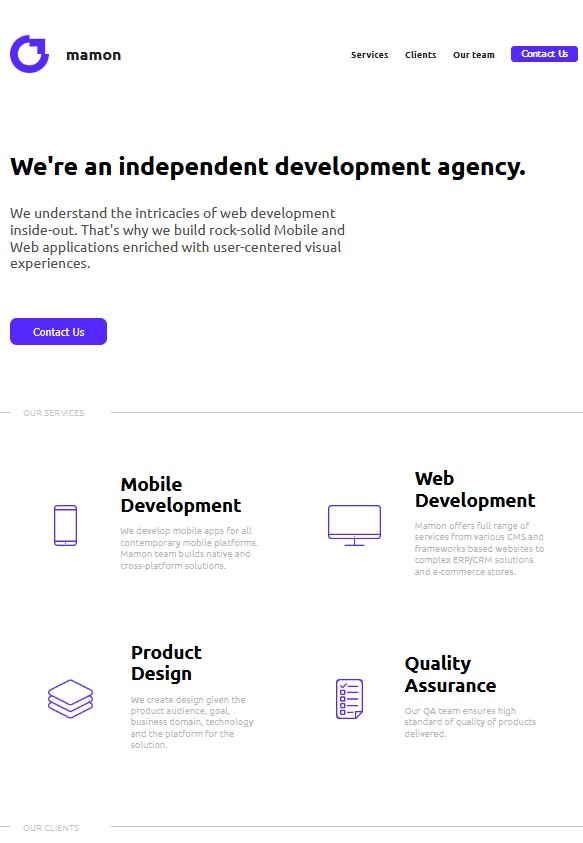 mamon
Services Clients Our team Contact Us
We're an independent development agency.
We understand the intricacies of web development
inside-out. That's why we build rock-solid Mobile and
Web applications enriched with user-centered visual
experiences.
Contact Us
OUR SERVICES
Mobile
Development
We develop mobile apps for all
contemporary mobile platforms.
Mamon team builds native and
cross-platform solutions.
Web
Development
Mamon offers full range of
services from various CMS and
frameworks based websites to
complex ERP/CRM solutions
and e-commerce stores.
Product
Design
We create design given the
product audience, goal,
business domain, technology
and the platform for the
solution.
Quality
Assurance
Our QA team ensures high
standard of quality of products
delivered.
OUR CLIENTS